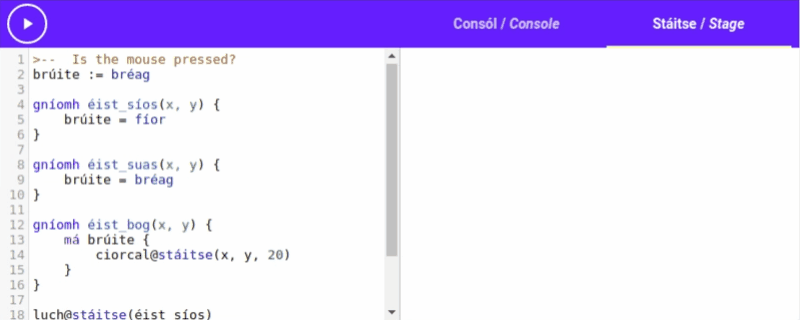 Consól / Console
Stáitse / Stage
1 >-- Is the mouse pressed?
2 brúite := bréag
3
4 gníomh éist_síos(x, y) {
5 brúite = fíor
6 }
7
8 gníomh éist_suas(x, y) {
9 brúite = bréag
10 }
11
12 gníomh éist_bog(x, y) {
13 má brúite {
14 ciorcal@stáitse(x, y, 20)
15 }
16 }
17
18 luch@stáitse(éist_síos)